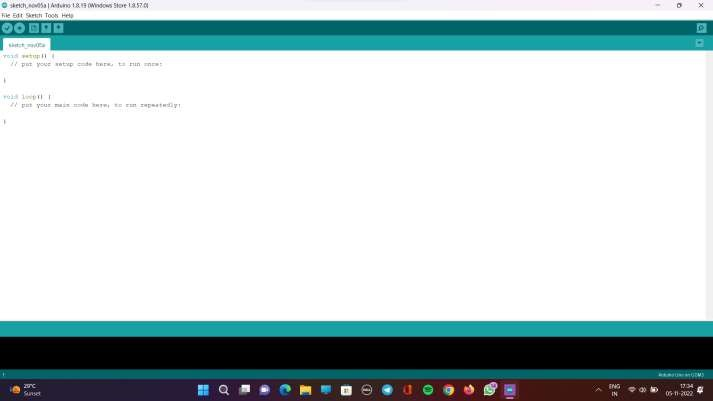 sketch_nov05a | Arduino 1.8.19 (Windows Store 1.8.57.0)
File Edit Sketch Tools Help
sketch_nov05a
void setup() {
// put your setup code here, to run once:
}
void loop() {
// put your main code here, to run repeatedly:
}
1
Arduino Uno on COM3
29°C
Sunset
DELL
ENG
IN
17:34
05-11-2022